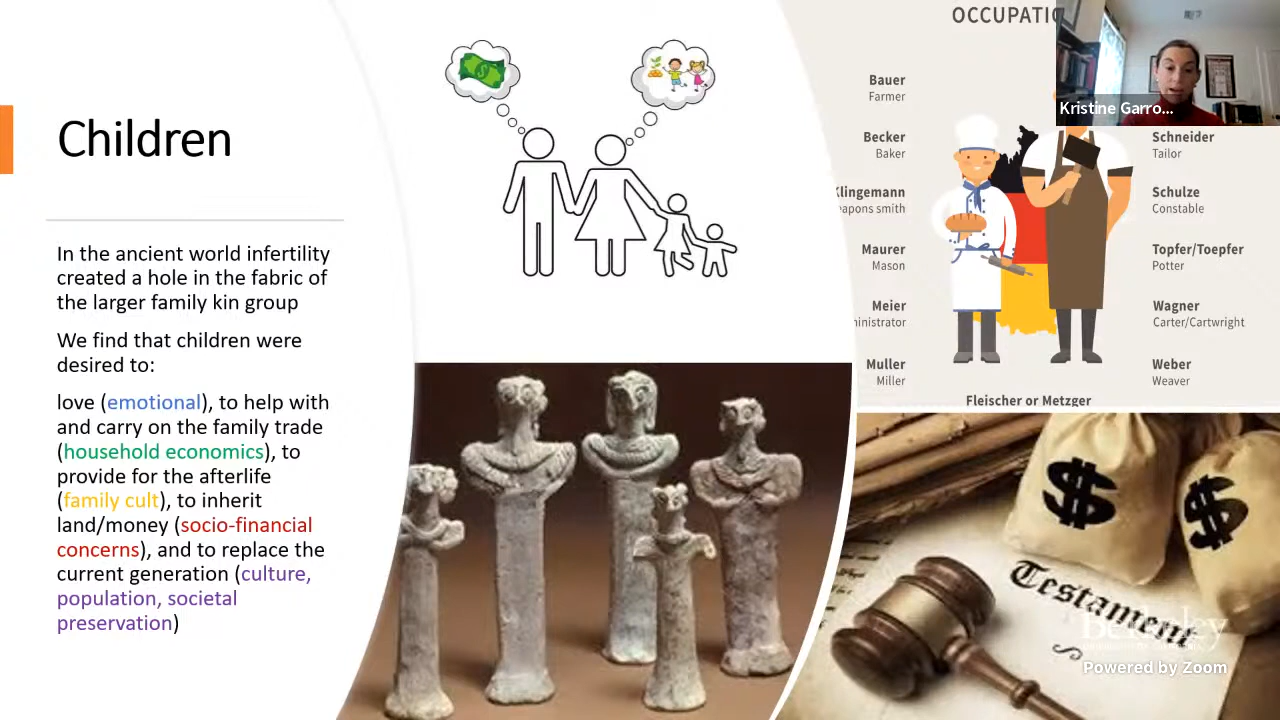 Children
In the ancient world infertility
created a hole in the fabric of
the larger family kin group
We find that children were
desired to:
love (emotional), to help with
and carry on the family trade
(household economics), to
provide for the afterlife
(family cult), to inherit
land/money (socio-financial
concerns), and to replace the
current generation (culture,
population, societal
preservation)
OCCUPATIO
Bauer
Farmer
Becker
Baker
Klingemann
eapons smith
Maurer
Mason
Meier
ministrator
Muller
Miller
Fleischer or Metzger
Schneider
Tailor
Schulze
Constable
Topfer/Toepfer
Potter
Wagner
Carter/Cartwright
Weber
Weaver
Kristine Garro...
$
$ $
Testament
Berkeley
Powered by Zoom